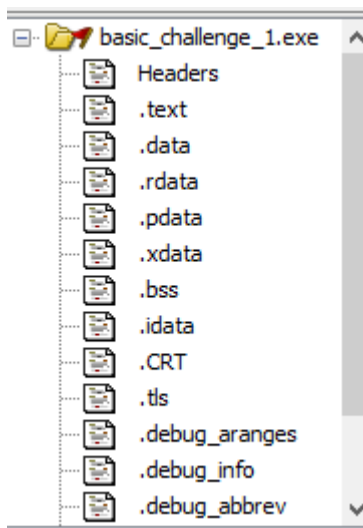 basic_challenge_1.exe
Headers
.text
.data
.rdata
.pdata
.xdata
.bss
.idata
.CRT
.tls
.debug_aranges
.debug_info
.debug_abbrev